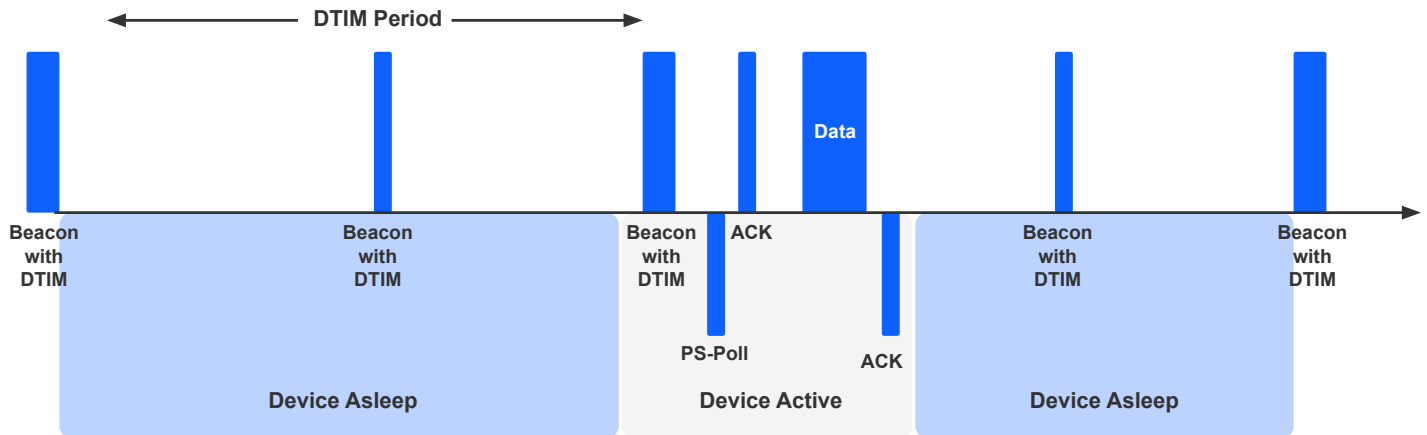 DTIM Period
Data
Beacon
with
DTIM
Beacon
with
DTIM
Beacon
with
DTIM
ACK
Beacon
with
DTIM
Beacon
with
DTIM
PS-Poll
ACK
Device Asleep
Device Active
Device Asleep